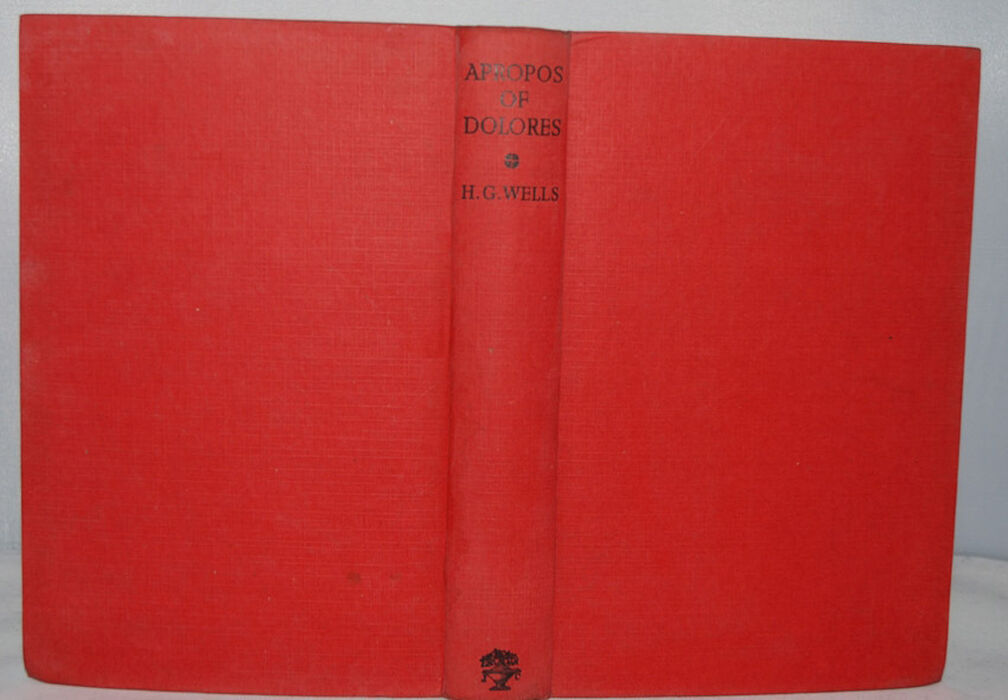 APROPOS
OF
DOLORES
H. G. WELLS